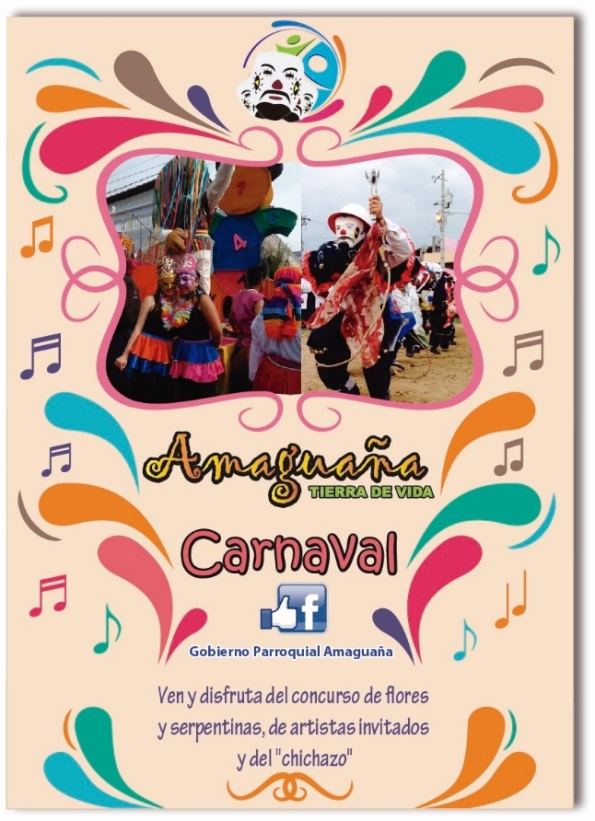 Amaguaña
TIERRA DE VIDA
Carnaval
f
Gobierno Parroquial Amaguaña
Ven y disfruta del concurso de flores
y serpentinas, de artistas invitados
y del "chichazo"